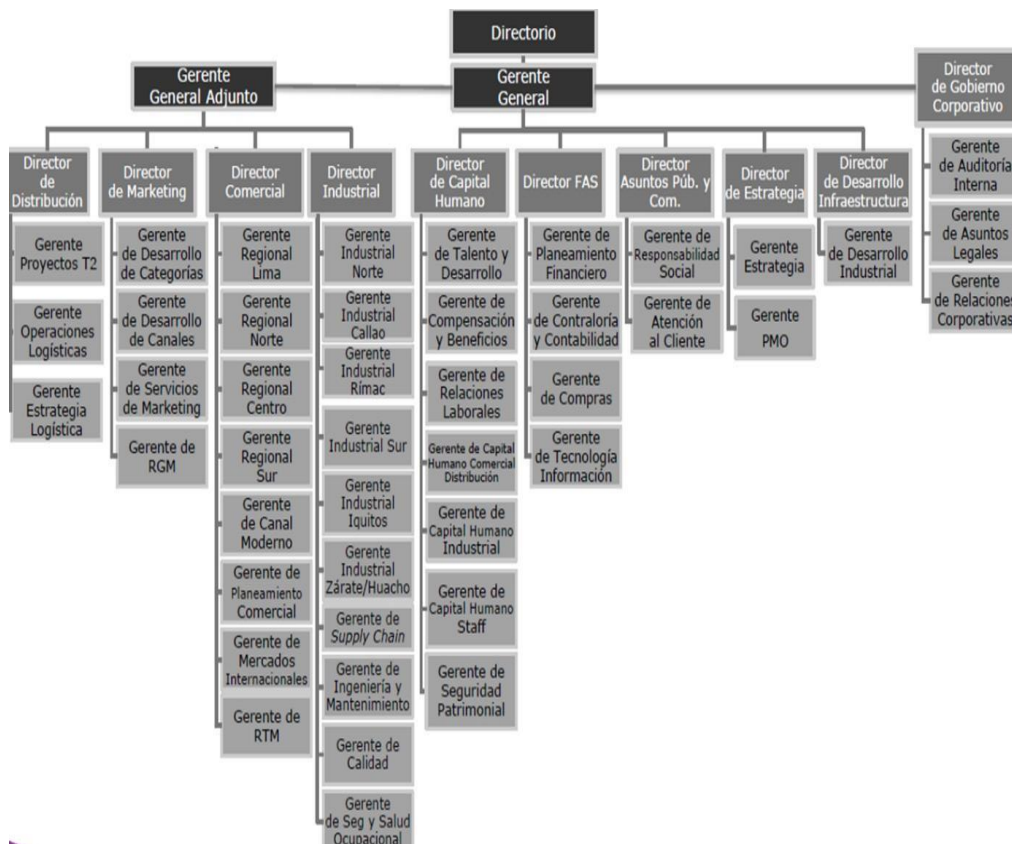 Directorio
Gerente
General Adjunto
Gerente
General
Director
de Gobierno
Corporativo
Gerente
de Auditoría
Interna
Gerente
de Asuntos
Legales
Gerente
de Relaciones
Corporativas
Director
de
Distribución
Gerente
Proyectos T2
Gerente
Operaciones
Logísticas
Gerente
Estrategia
Logística
Director
de Marketing
Gerente
de Desarrollo
de Categorías
Gerente
de Desarrollo
de Canales
Gerente
de Servicios
de Marketing
Gerente de
RGM
Director
Comercial
Gerente
Regional
Lima
Gerente
Regional
Norte
Gerente
Regional
Centro
Gerente
Regional
Sur
Gerente
de Canal
Moderno
Gerente de
Planeamiento
Comercial
Gerente de
Mercados
Internacionales
Gerente de
RTM
Director
Industrial
Gerente
Industrial
Norte
Gerente
Industrial
Callao
Gerente
Industrial
Rímac
Gerente
Industrial Sur
Gerente
Industrial
Iquitos
Gerente
Industrial
Zárate/Huacho
Gerente de
Supply Chain
Gerente de
Ingeniería y
Mantenimiento
Gerente de
Calidad
Gerente
de Seg y Salud
Ocupacional
Director
de Capital
Humano
Gerente
de Talento y
Desarrollo
Gerente de
Compensación
y Beneficios
Gerente de
Relaciones
Laborales
Gerente de Capital
Humano Comercial
Distribución
Gerente de
Capital Humano
Industrial
Gerente de
Capital Humano
Staff
Gerente de
Seguridad
Patrimonial
Director FAS
Gerente de
Planeamiento
Financiero
Gerente
de Contraloría
y Contabilidad
Gerente
de Compras
Gerente
de Tecnología
Información
Director
Asuntos Púb. y
Com.
Gerente de
Responsabilidad
Social
Gerente de
Atención
al Cliente
Director
de Estrategia
Gerente
Estrategia
Gerente
PMO
Director
de Desarrollo
Infraestructura
Gerente
de Desarrollo
Industrial